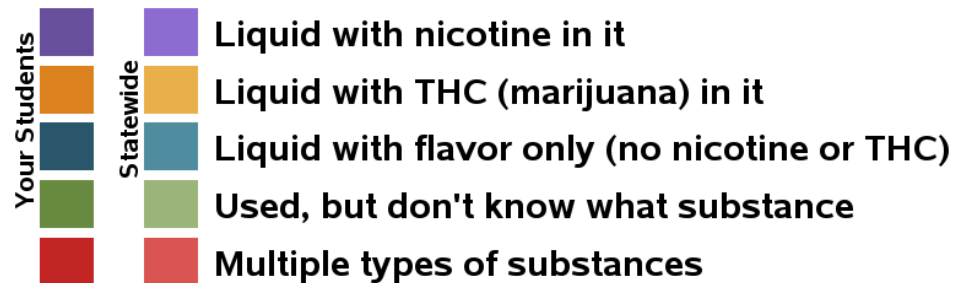 Your Students
Statewide
Liquid with nicotine in it
Liquid with THC (marijuana) in it
Liquid with flavor only (no nicotine or THC)
Used, but don't know what substance
Multiple types of substances